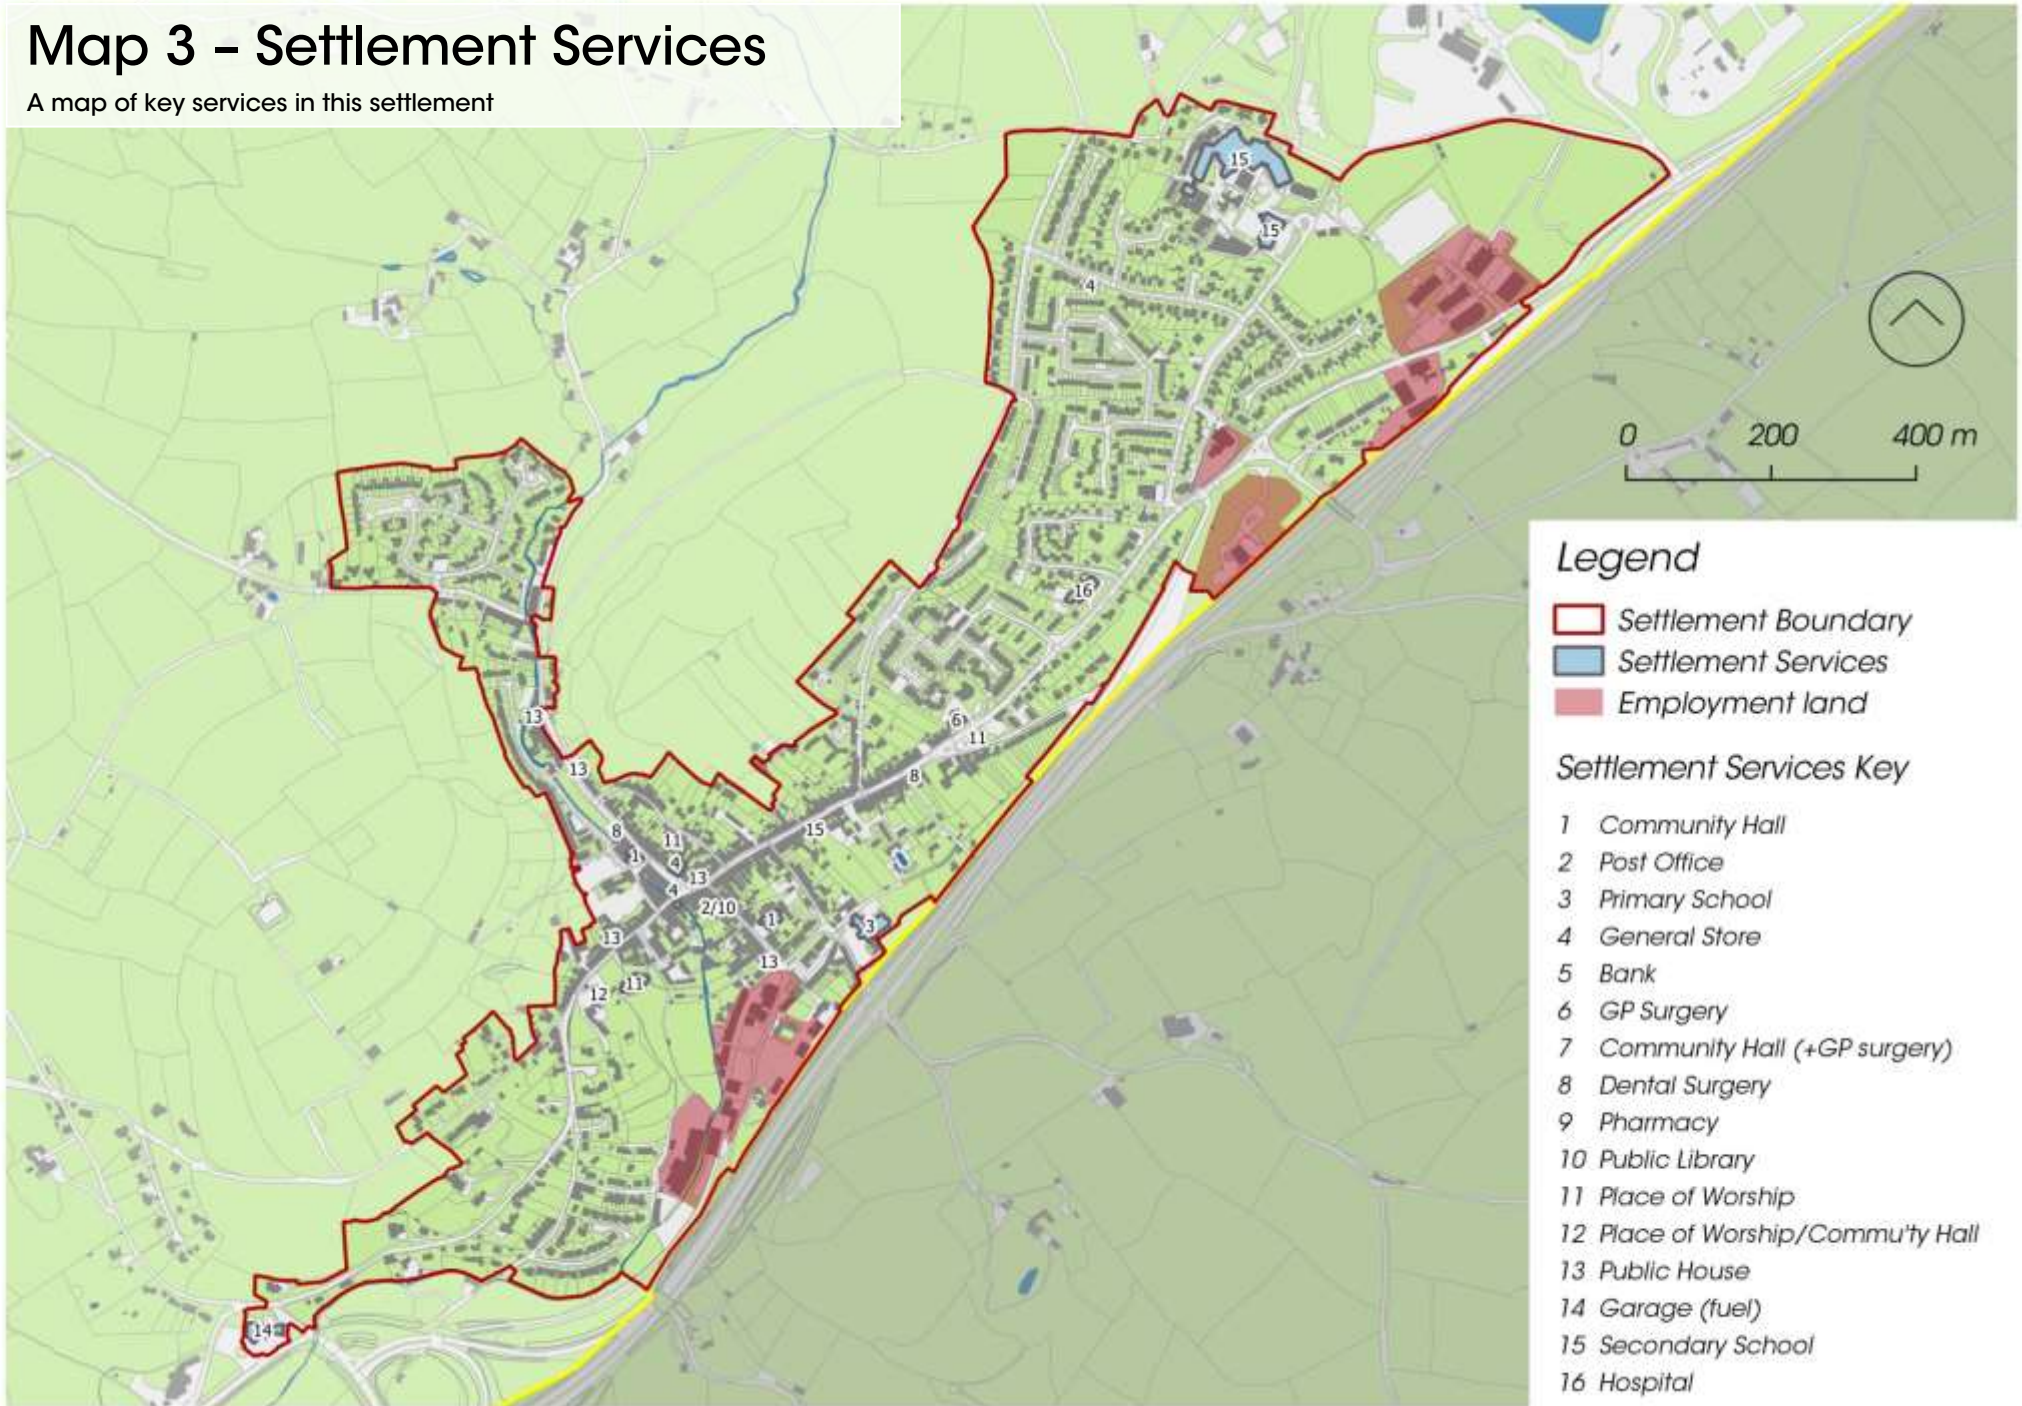 Map 3 – Settlement Services
A map of key services in this settlement
15
15
4
0 200 400 m
16
13
6
11
13
8
8
11
15
1
4
13
4
2/10
1
3
13
13
11
12
14
Legend
Settlement Boundary
Settlement Services
Employment land
Settlement Services Key
1 Community Hall
2 Post Office
3 Primary School
4 General Store
5 Bank
6 GP Surgery
7 Community Hall (+GP surgery)
8 Dental Surgery
9 Pharmacy
10 Public Library
11 Place of Worship
12 Place of Worship/Commu'ty Hall
13 Public House
14 Garage (fuel)
15 Secondary School
16 Hospital